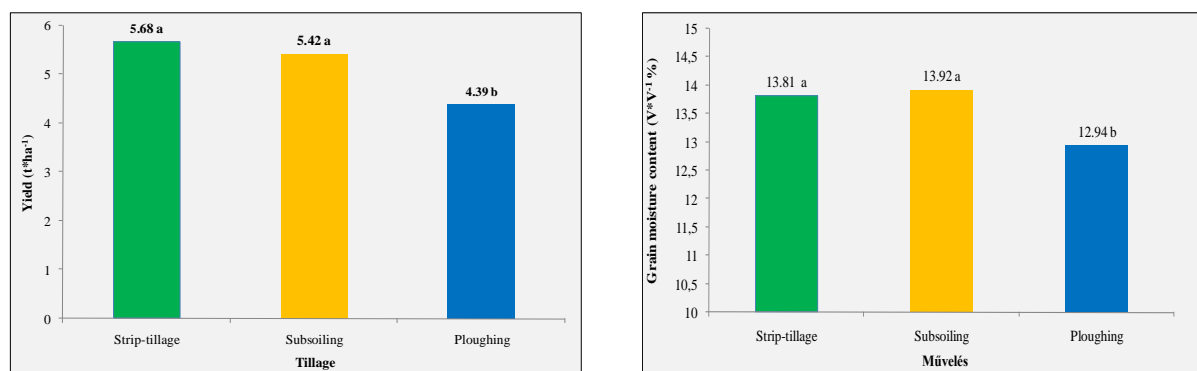 Yield (t*ha-1)
6
5
4
3
2
1
0
5.68 a
5.42 a
4.39 b
Strip-tillage
Subsoiling
Ploughing
Tillage
Grain moisture content (V*V-1 %)
15
14,5
14
13,5
13
12,5
12
11,5
11
10,5
10
13.81 a
13.92 a
12.94 b
Strip-tillage
Subsoiling
Ploughing
Művelés